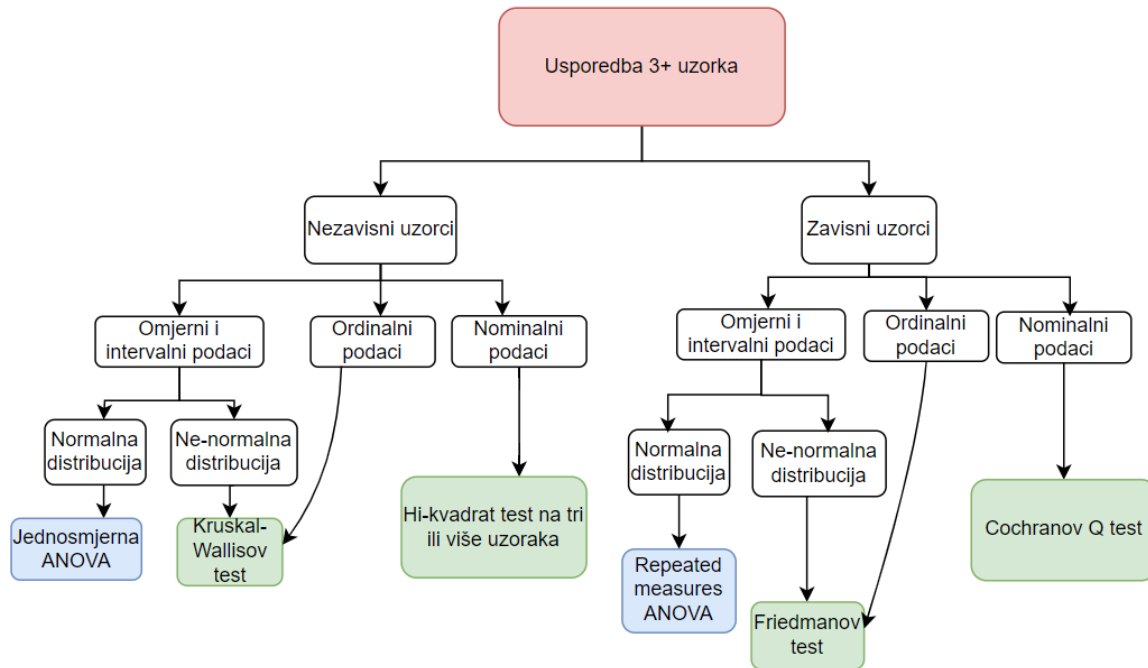 Usporedba 3+ uzorka
Nezavisni uzorci
Zavisni uzorci
Omjerni i
intervalni podaci
Ordinalni
podaci
Nominalni
podaci
Omjerni i
intervalni podaci
Ordinalni
podaci
Nominalni
podaci
Normalna
distribucija
Ne-normalna
distribucija
Normalna
distribucija
Ne-normalna
distribucija
Jednosmjerna
ANOVA
Kruskal-
Wallisov
test
Hi-kvadrat test na tri
ili više uzoraka
Repeated
measures
ANOVA
Friedmanov
test
Cochranov Q test